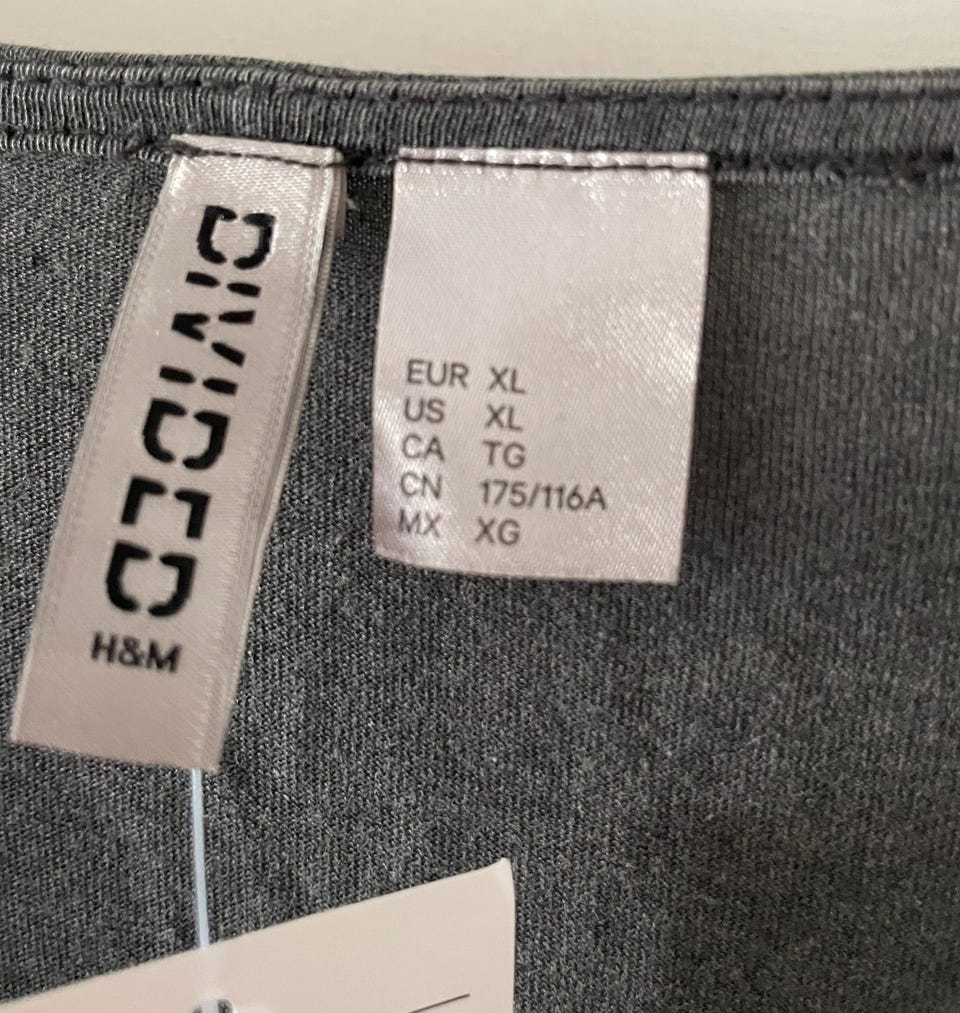 DIVIDED
H&M
EUR XL
US XL
CA TG
CN 175/116A
MX XG